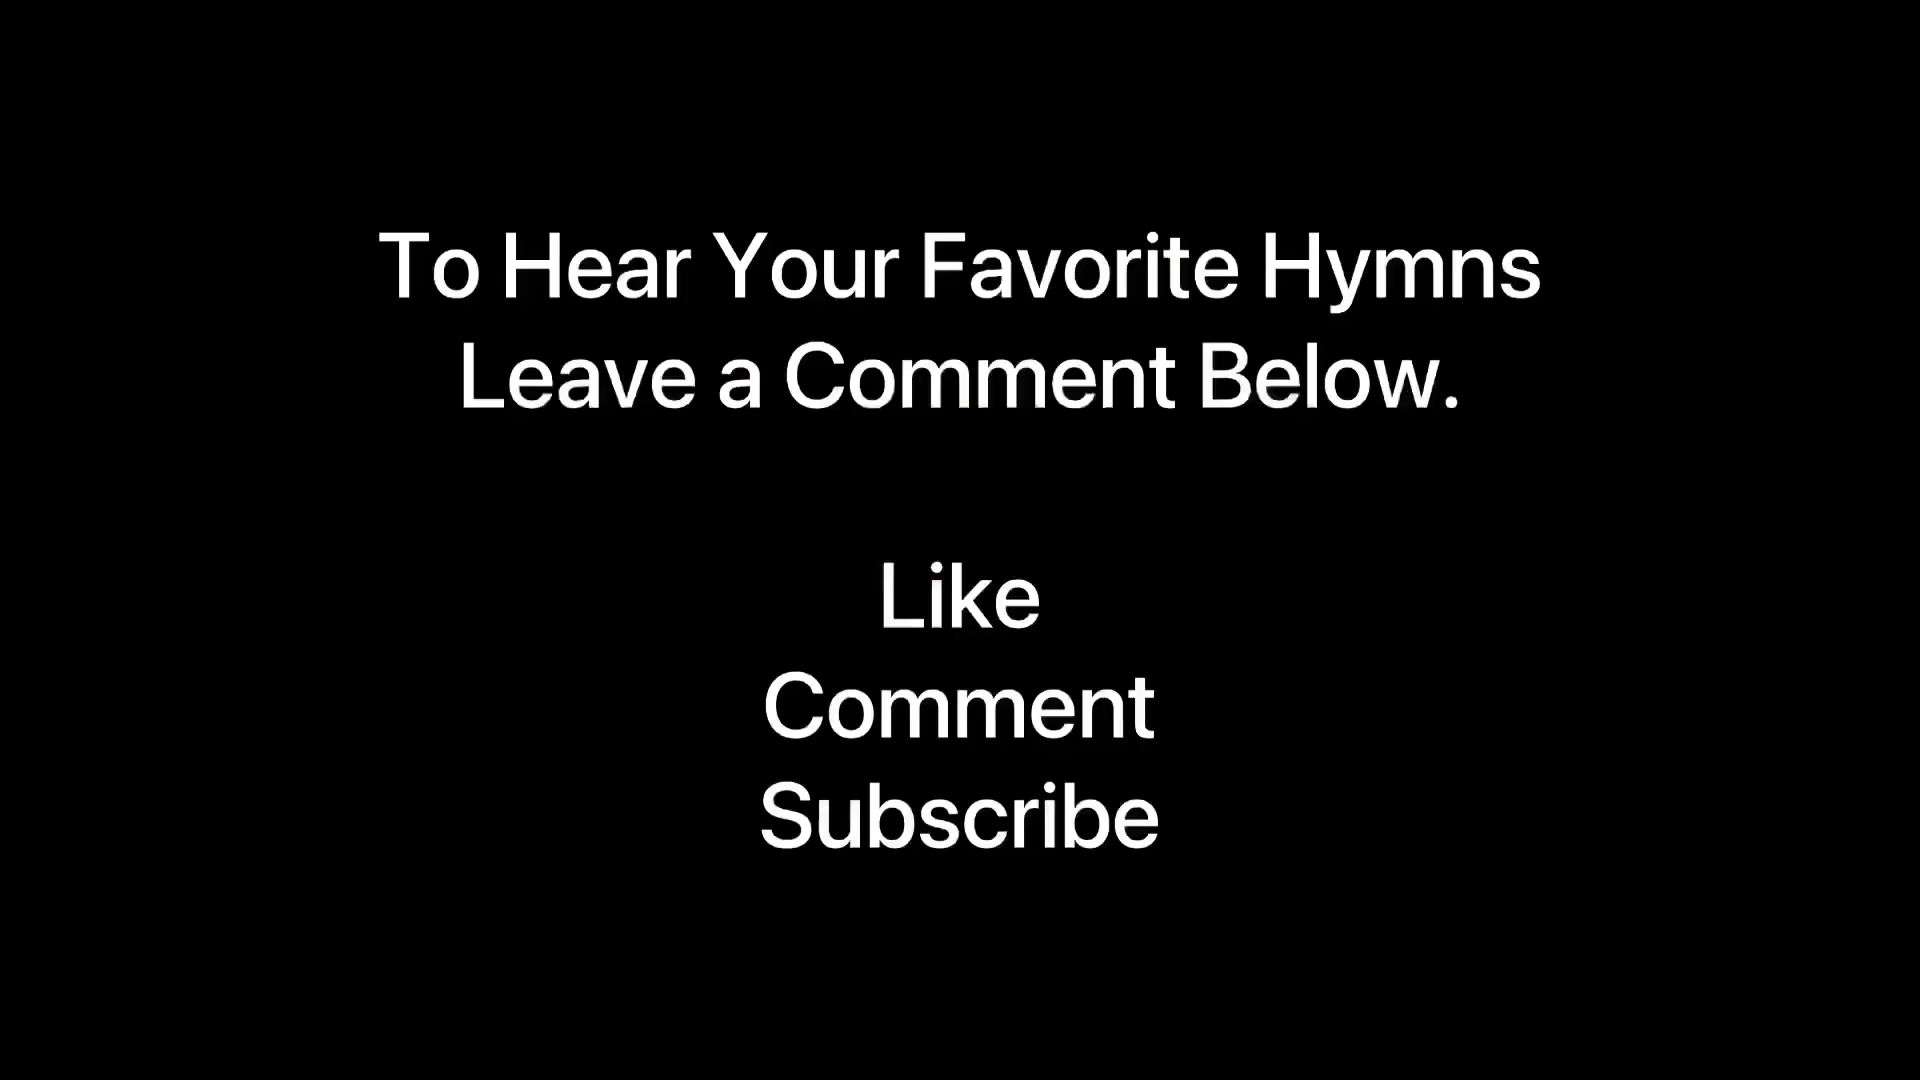 To Hear Your Favorite Hymns
Leave a Comment Below.
Like
Comment
Subscribe